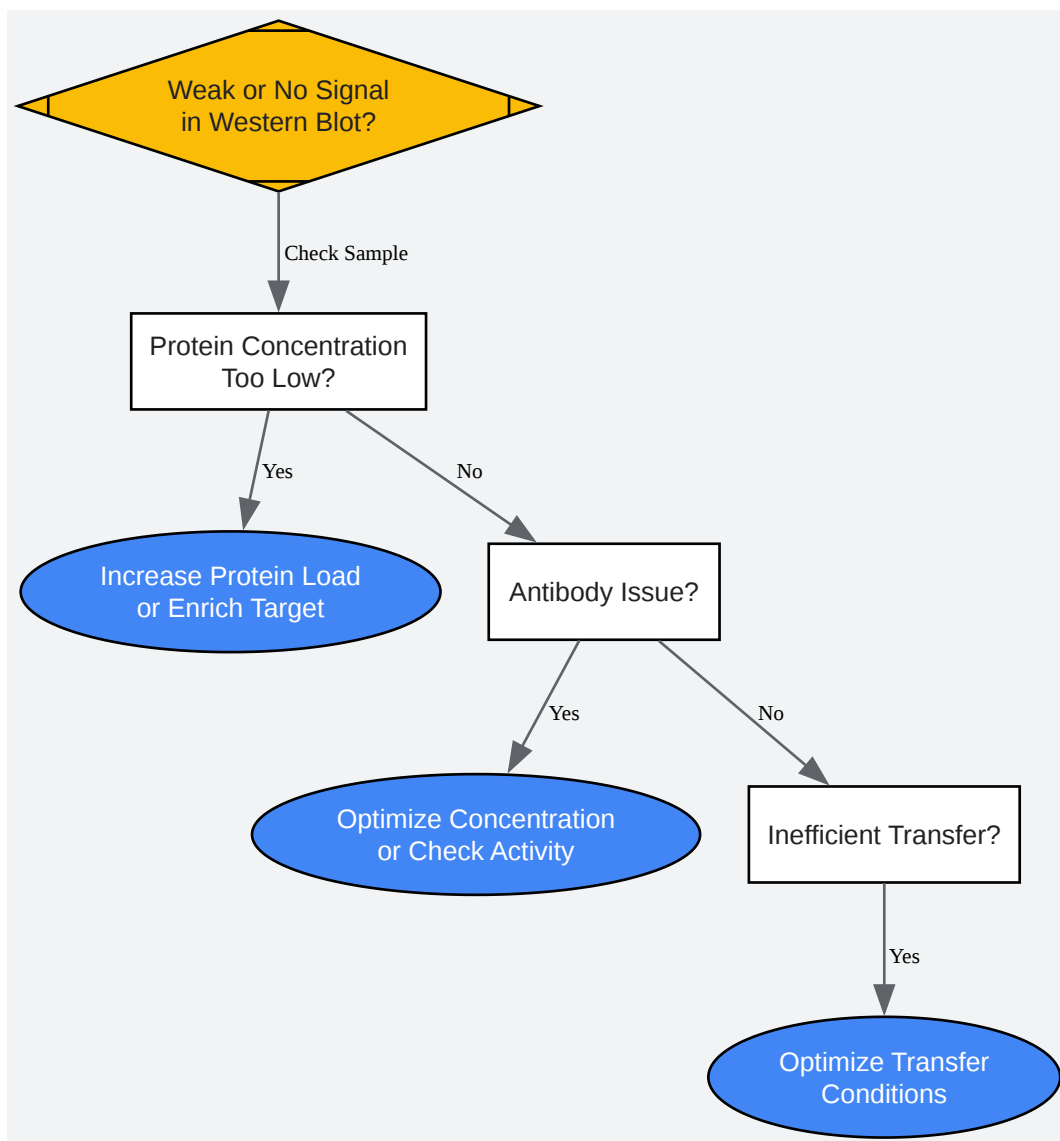 Weak or No Signal
in Western Blot?
Check Sample
Protein Concentration
Too Low?
Yes
No
Increase Protein Load
or Enrich Target
Antibody Issue?
Yes
No
Optimize Concentration
or Check Activity
Inefficient Transfer?
Yes
Optimize Transfer
Conditions